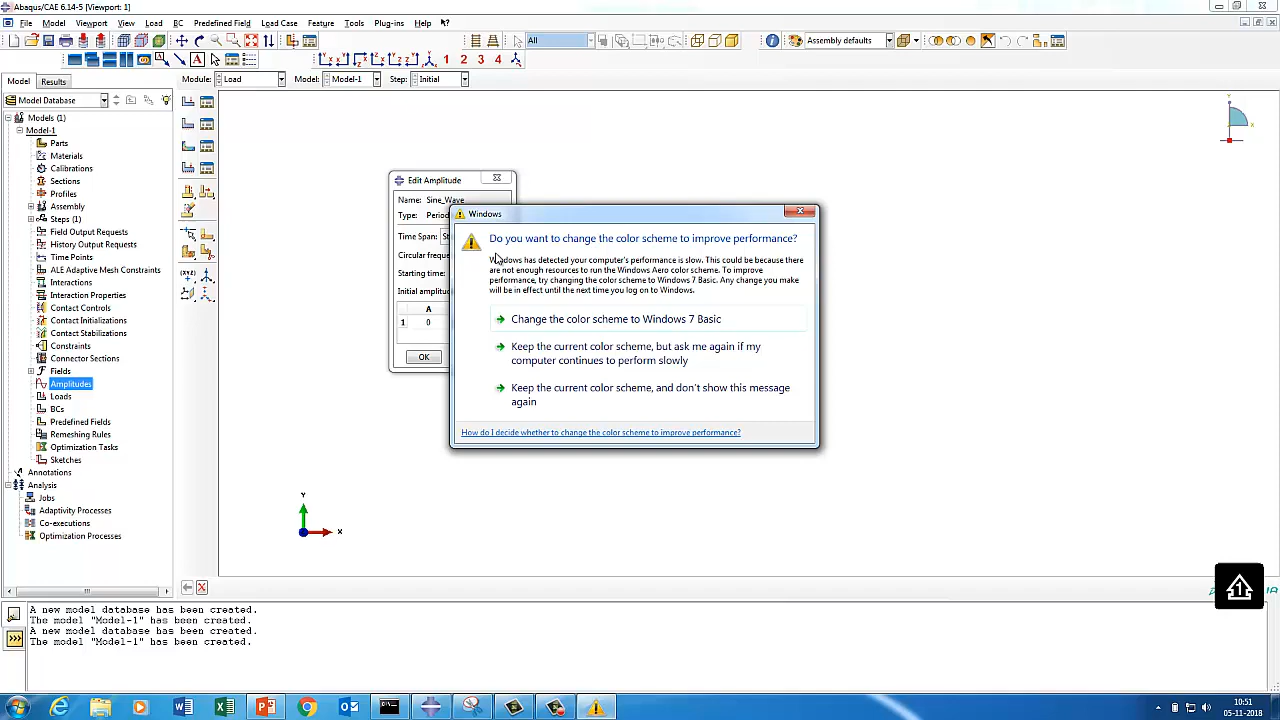 Abaqus/CAE 6.14-5 [Viewport: 1]
File Model Viewport View Load BC Predefined Field Load Case Feature Tools Plug-ins Help
All
Assembly defaults
1 2 3 4
Model Results
Module: Load Model: Model-1 Step: Initial
Model Database
Models (1)
Model-1
Parts
Materials
Calibrations
Sections
Profiles
Assembly
Steps (1)
Field Output Requests
History Output Requests
Time Points
ALE Adaptive Mesh Constraints
Interactions
Interaction Properties
Contact Controls
Contact Initializations
Contact Stabilizations
Constraints
Connector Sections
Fields
Amplitudes
Loads
BCs
Predefined Fields
Remeshing Rules
Optimization Tasks
Sketches
Annotations
Analysis
Jobs
Adaptivity Processes
Co-executions
Optimization Processes
Edit Amplitude
Name: Sine_Wave
Type: Period
Time Span: St
Circular freque
Starting time:
Initial amplitud
A
1 0
OK
Windows
Do you want to change the color scheme to improve performance?
Windows has detected your computer's performance is slow. This could be because there
are not enough resources to run the Windows Aero color scheme. To improve
performance, try changing the color scheme to Windows 7 Basic. Any change you make
will be in effect until the next time you log on to Windows.
Change the color scheme to Windows 7 Basic
Keep the current color scheme, but ask me again if my
computer continues to perform slowly
Keep the current color scheme, and don't show this message
again
How do I decide whether to change the color scheme to improve performance?
Y
X
Y
X
A new model database has been created.
The model "Model-1" has been created.
A new model database has been created.
The model "Model-1" has been created.
10:51
05-11-2018